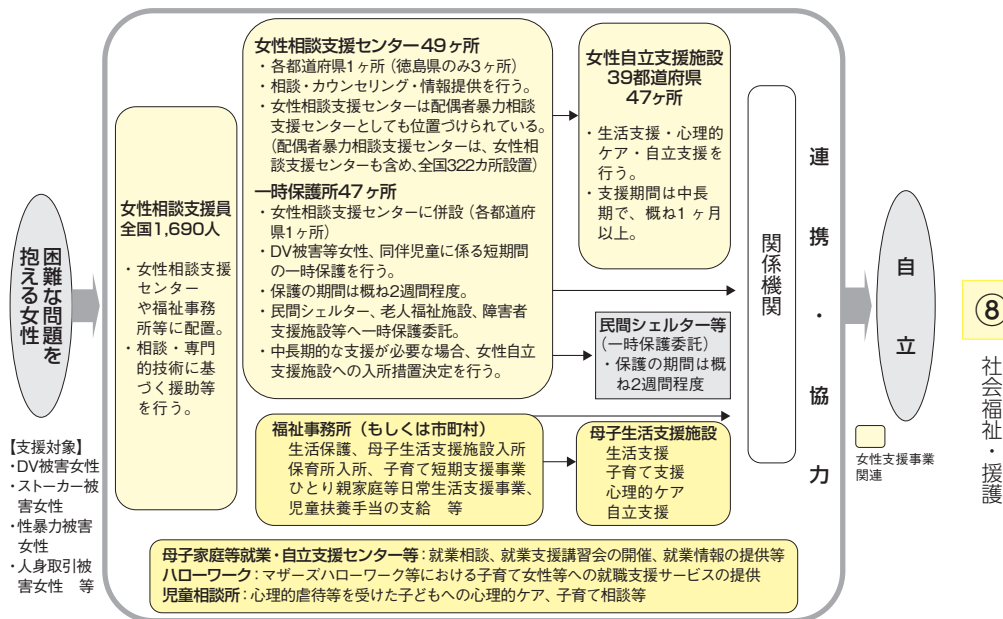 困難な問題を
抱える女性
【支援対象】
・DV被害女性
・ストーカー被
害女性
・性暴力被害
女性
・人身取引被
害女性　等
女性相談支援員
全国1,690人
・女性相談支援
センター
や福祉事務
所等に配置。
・相談・専門
的技術に基
づく援助等
を行う。
女性相談支援センター49ヶ所
・各都道府県1ヶ所（徳島県のみ3ヶ所）
・相談・カウンセリング・情報提供を行う。
・女性相談支援センターは配偶者暴力相談
支援センターとしても位置づけられている。
（配偶者暴力相談支援センターは、女性相
談支援センターも含め、全国322カ所設置）
一時保護所47ヶ所
・女性相談支援センターに併設（各都道府
県1ヶ所）
・DV被害等女性、同伴児童に係る短期間
の一時保護を行う。
・保護の期間は概ね2週間程度。
・民間シェルター、老人福祉施設、障害者
支援施設等へ一時保護委託。
・中長期的な支援が必要な場合、女性自立
支援施設への入所措置決定を行う。
女性自立支援施設
39都道府県
47ヶ所
・生活支援・心理的
ケア・自立支援を
行う。
・支援期間は中長
期で、概ね1ヶ月
以上。
民間シェルター等
（一時保護委託）
・保護の期間は概
ね2週間程度
福祉事務所（もしくは市町村）
生活保護、母子生活支援施設入所
保育所入所、子育て短期支援事業
ひとり親家庭等日常生活支援事業、
児童扶養手当の支給　等
母子生活支援施設
生活支援
子育て支援
心理的ケア
自立支援
関係機関
連携・協力
自立
母子家庭等就業・自立支援センター等：就業相談、就業支援講習会の開催、就業情報の提供等
ハローワーク：マザーズハローワーク等における子育て女性等への就職支援サービスの提供
児童相談所：心理的虐待等を受けた子どもへの心理的ケア、子育て相談等
女性支援事業
関連
⑧
社会福祉・援護